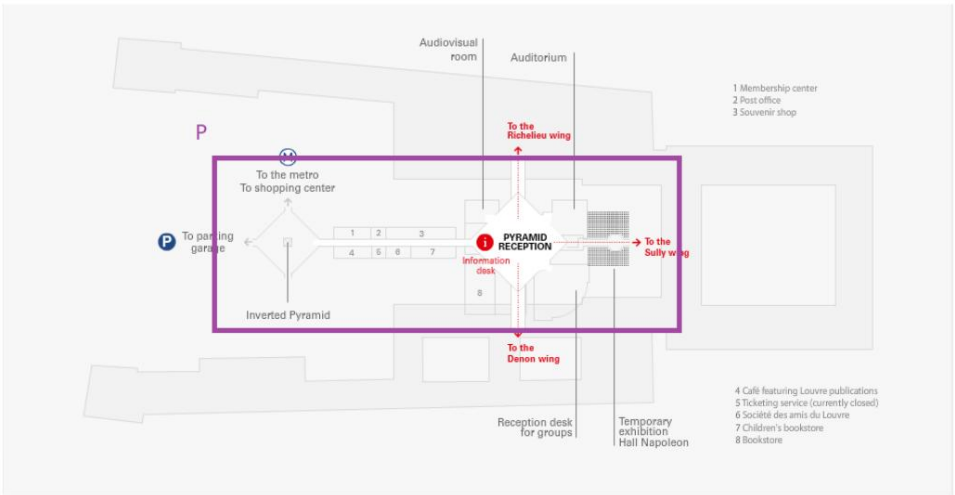 Audiovisual
room
Auditorium
1 Membership center
2 Post office
3 Souvenir shop
P
To the
Richelieu wing
M
To the metro
To shopping center
P
To parking
garage
1 2 3
4 5 6 7
i
PYRAMID
RECEPTION
Information
desk
To the
Sully wing
8
Inverted Pyramid
To the
Denon wing
4 Café featuring Louvre publications
5 Ticketing service (currently closed)
6 Société des amis du Louvre
7 Children's bookstore
8 Bookstore
Reception desk
for groups
Temporary
exhibition
Hall Napoleon